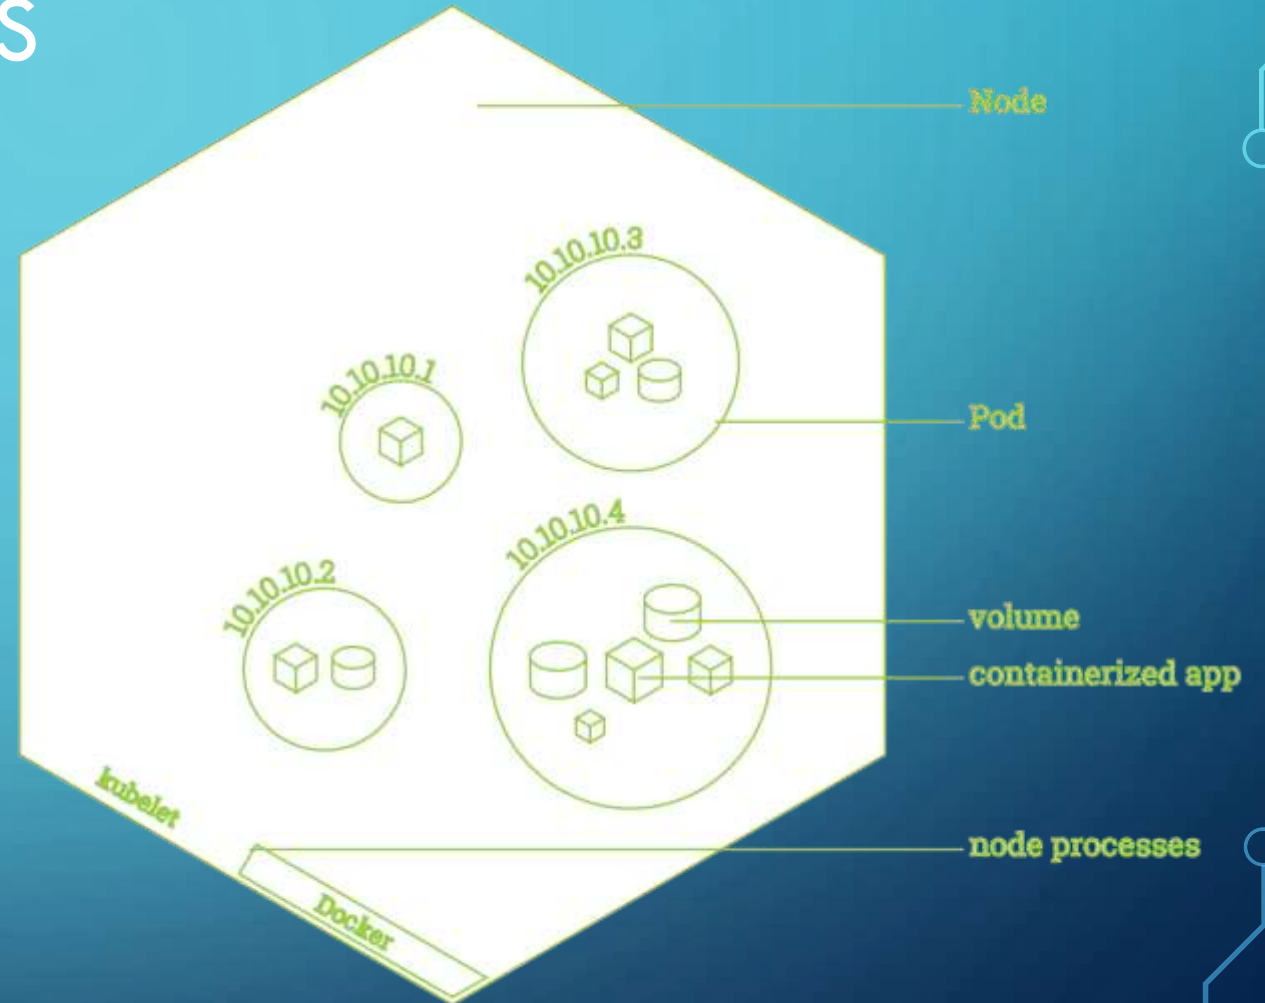 S
Node
10.10.10.3
10.10.10.1
Pod
10.10.10.4
10.10.10.2
volume
containerized app
kubelet
node processes
Docker